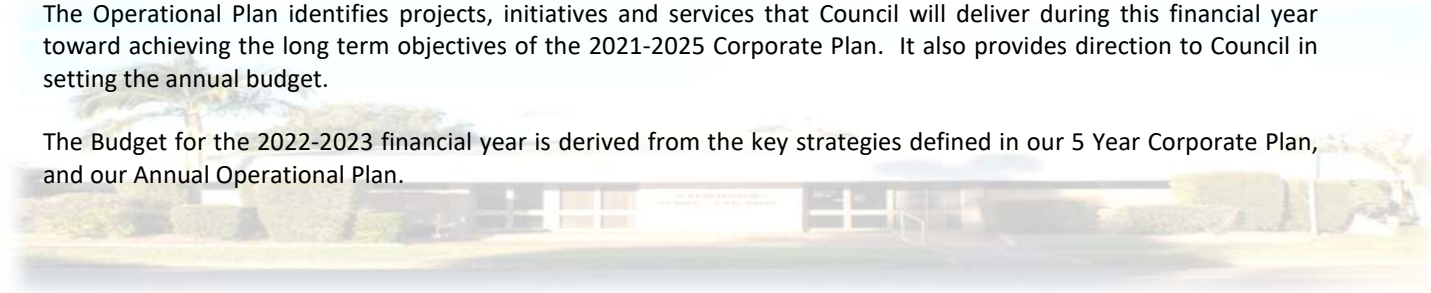 The Operational Plan identifies projects, initiatives and services that Council will deliver during this financial year
toward achieving the long term objectives of the 2021-2025 Corporate Plan. It also provides direction to Council in
setting the annual budget.
The Budget for the 2022-2023 financial year is derived from the key strategies defined in our 5 Year Corporate Plan,
and our Annual Operational Plan.